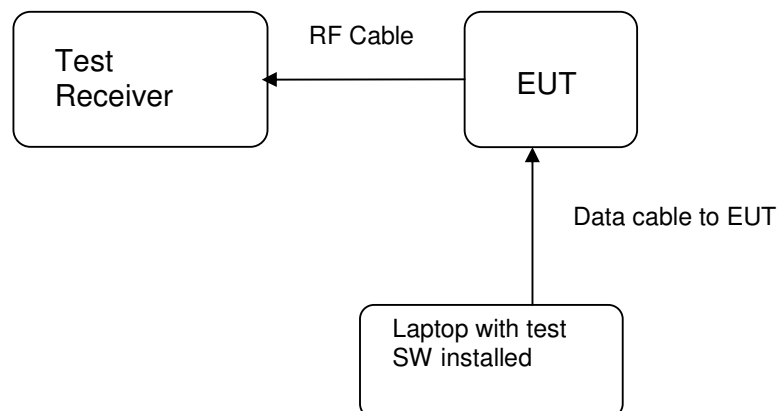 RF Cable
Test
Receiver
EUT
Data cable to EUT
Laptop with test
SW installed